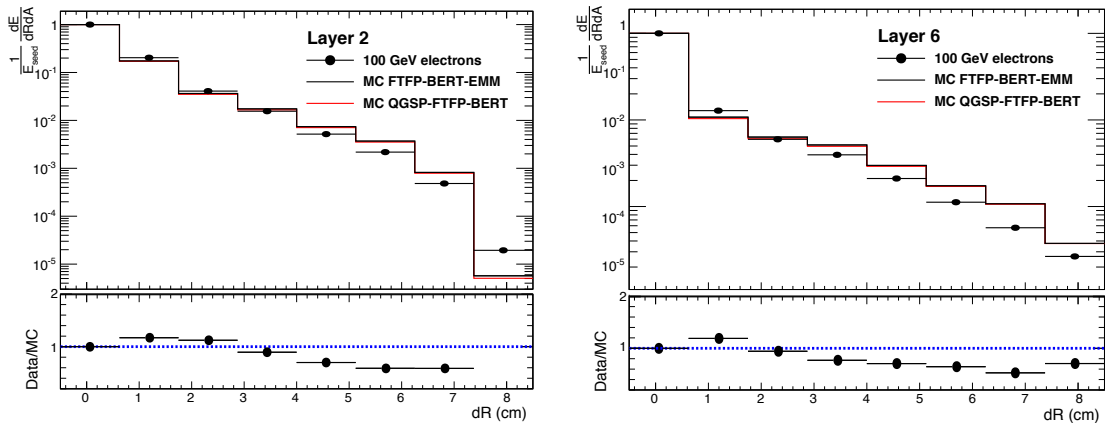 1
10-1
10-2
10-3
10-4
10-5
1 dE
Eseed dRdA
Layer 2
100 GeV electrons
MC FTFP-BERT-EMM
MC QGSP-FTFP-BERT
2
1
Data/MC
0 1 2 3 4 5 6 7 8
dR (cm)
1
10-1
10-2
10-3
10-4
10-5
1 dE
Eseed dRdA
Layer 6
100 GeV electrons
MC FTFP-BERT-EMM
MC QGSP-FTFP-BERT
2
1
Data/MC
0 1 2 3 4 5 6 7 8
dR (cm)